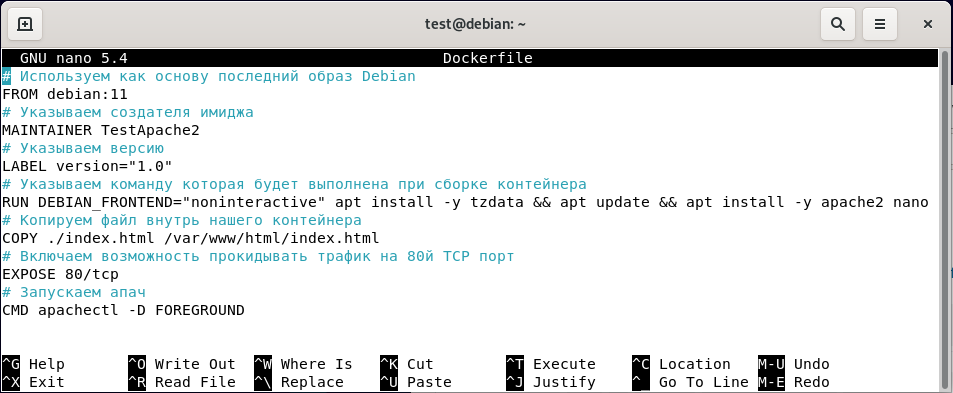 test@debian: ~
GNU nano 5.4 Dockerfile
# Используем как основу последний образ Debian
FROM debian:11
# Указываем создателя имиджа
MAINTAINER TestApache2
# Указываем версию
LABEL version="1.0"
# Указываем команду которая будет выполнена при сборке контейнера
RUN DEBIAN_FRONTEND="noninteractive" apt install -y tzdata && apt update && apt install -y apache2 nano
# Копируем файл внутрь нашего контейнера
COPY ./index.html /var/www/html/index.html
# Включаем возможность прокидывать трафик на 80й TCP порт
EXPOSE 80/tcp
# Запускаем апач
CMD apachectl -D FOREGROUND
^G Help ^O Write Out ^W Where Is ^K Cut ^T Execute ^C Location M-U Undo
^X Exit ^R Read File ^\ Replace ^U Paste ^J Justify ^_ Go To Line M-E Redo